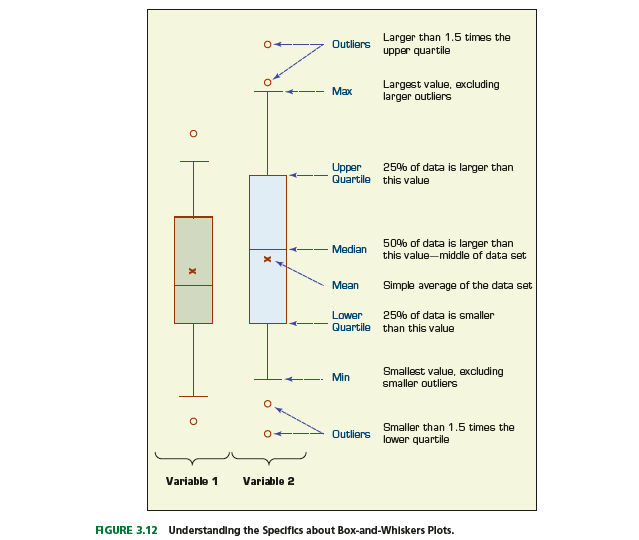 Outliers
Larger than 1.5 times the
upper quartile
Max
Largest value, excluding
larger outliers
Upper
Quartile
25% of data is larger than
this value
Median
50% of data is larger than
this value—middle of data set
Mean
Simple average of the data set
Lower
Quartile
25% of data is smaller
than this value
Min
Smallest value, excluding
smaller outliers
Outliers
Smaller than 1.5 times the
lower quartile
Variable 1
Variable 2
FIGURE 3.12 Understanding the Specifics about Box-and-Whiskers Plots.